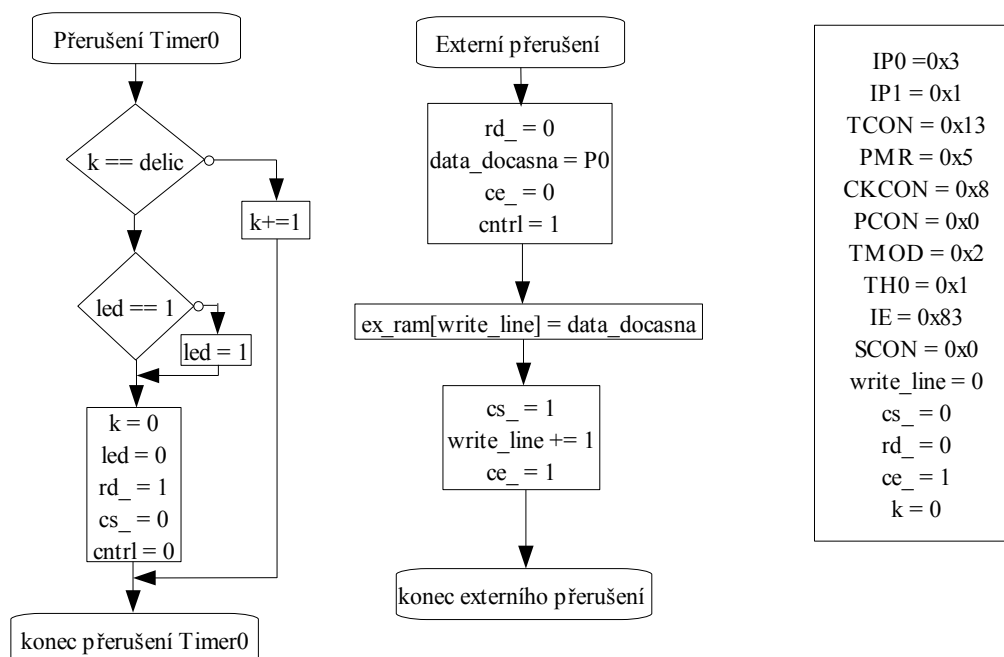 Přerušení Timer0
k == delic
k+=1
led == 1
led = 1
k = 0
led = 0
rd_ = 1
cs_ = 0
cntrl = 0
konec přerušení Timer0
Externí přerušení
rd_ = 0
data_docasna = P0
ce_ = 0
cntrl = 1
ex_ram[write_line] = data_docasna
cs_ = 1
write_line += 1
ce_ = 1
konec externího přerušení
IP0 =0x3
IP1 = 0x1
TCON = 0x13
PMR = 0x5
CKCON = 0x8
PCON = 0x0
TMOD = 0x2
TH0 = 0x1
IE = 0x83
SCON = 0x0
write_line = 0
cs_ = 0
rd_ = 0
ce_ = 1
k = 0